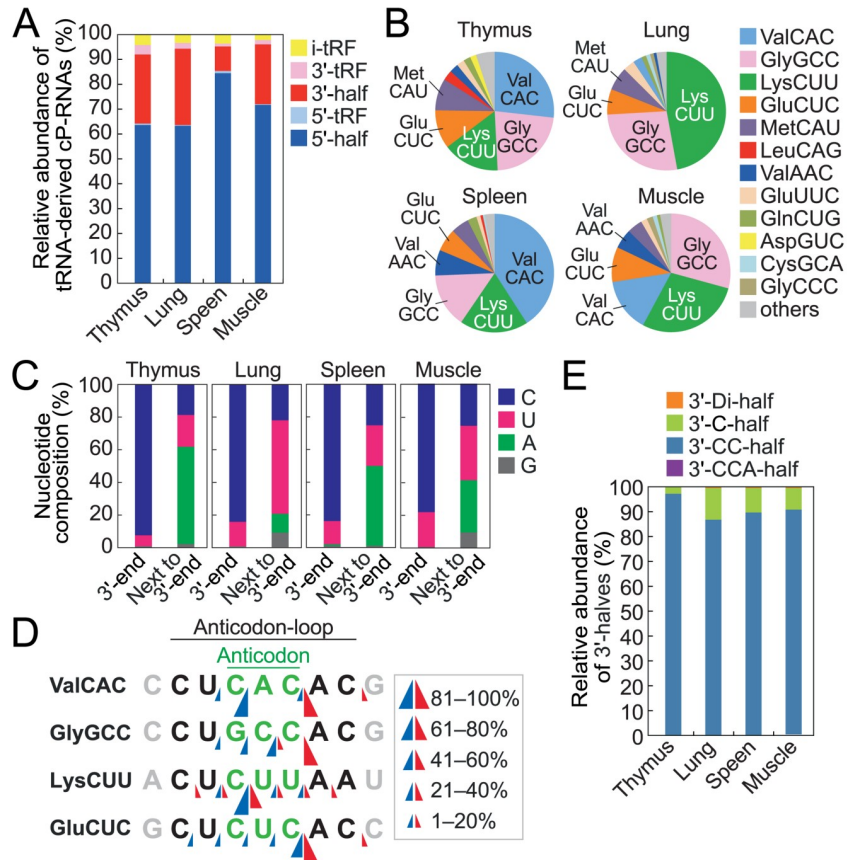 A
Relative abundance of
tRNA-derived cP-RNAs (%)
100
90
80
70
60
50
40
30
20
10
0
Thymus
Lung
Speen
Muscle
i-tRF
3'-tRF
3'-half
5'-tRF
5'-half
B
Thymus
Val
CAC
Gly
GCC
Lys
CUU
Glu
CUC
Met
CAU
Lung
Lys
CUU
Gly
GCC
Glu
CUC
Met
CAU
Spleen
Val
CAC
Lys
CUU
Gly
GCC
Val
AAC
Glu
CUC
Muscle
Gly
GCC
Lys
CUU
Val
CAC
Glu
CUC
Val
AAC
ValCAC
GlyGCC
LysCUU
GluCUC
MetCAU
LeuCAG
ValAAC
GluUUC
GlnCUG
AspGUC
CysGCA
GlyCCC
others
C
Thymus
Lung
Spleen
Muscle
Nucleotide
composition (%)
100
80
60
40
20
0
3'-end
Next to
3'-end
3'-end
Next to
3'-end
3'-end
Next to
3'-end
3'-end
Next to
3'-end
C
U
A
G
D
Anticodon-loop
Anticodon
ValCAC C C U C A C A C G
GlyGCC C C U G C C A C G
LysCUU A C U C U U A A U
GluCUC G C U C U C A C C
81–100%
61–80%
41–60%
21–40%
1–20%
E
3'-Di-half
3'-C-half
3'-CC-half
3'-CCA-half
Relative abundance
of 3'-halves (%)
100
90
80
70
60
50
40
30
20
10
0
Thymus
Lung
Speen
Muscle